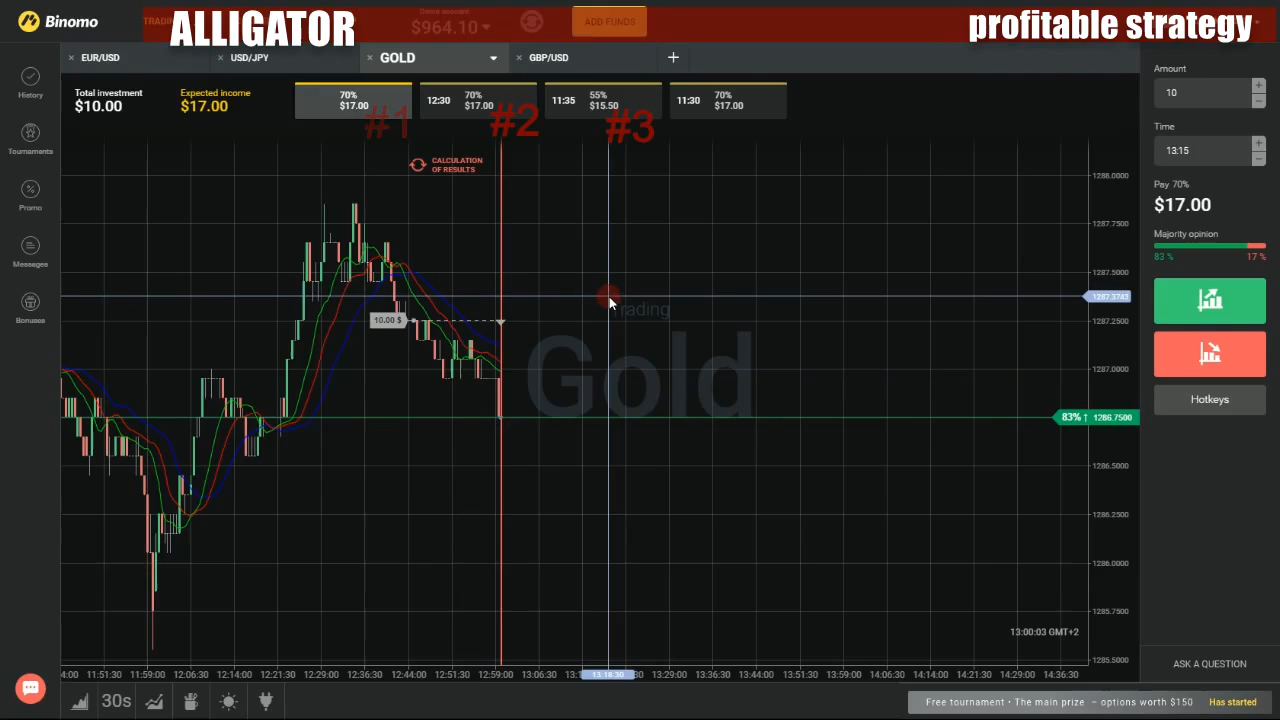 ALLIGATOR
profitable strategy
Binomo
TRADING
Demo account
$964.10
ADD FUNDS
× EUR/USD
× USD/JPY
× GOLD
× GBP/USD
+
History
Tournaments
Promo
Messages
Bonuses
Total investment
$10.00
Expected income
$17.00
70%
$17.00
12:30 70%
$17.00
11:35 55%
$15.50
11:30 70%
$17.00
#1
#2
#3
CALCULATION
OF RESULTS
10.00 $
Trading
Gold
1288.0000
1287.7500
1287.5000
1287.3743
1287.2500
1287.0000
83% ↑ 1286.7500
1286.5000
1286.2500
1286.0000
1285.7500
1285.5000
13:00:03 GMT+2
4:00 11:51:30 11:59:00 12:06:30 12:14:00 12:21:30 12:29:00 12:36:30 12:44:00 12:51:30 12:59:00 13:06:30 13:18:30 13:29:00 13:36:30 13:44:00 13:51:30 13:59:00 14:06:30 14:14:00 14:21:30 14:29:00 14:36:30
Amount
10
+
−
Time
13:15
+
−
Pay 70%
$17.00
Majority opinion
83 % 17 %
Hotkeys
ASK A QUESTION
30s
Free tournament • The main prize – options worth $150 Has started